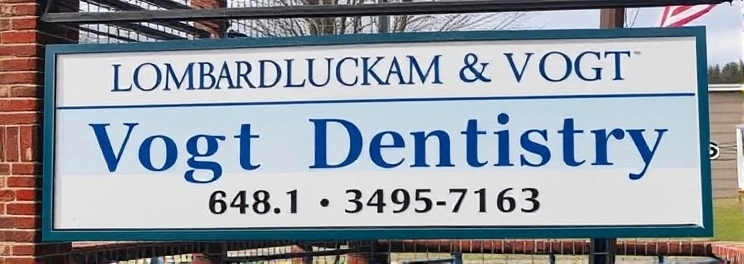 LOMBARDLUCKAM & VOGT
Vogt Dentistry
648.1 • 3495-7163